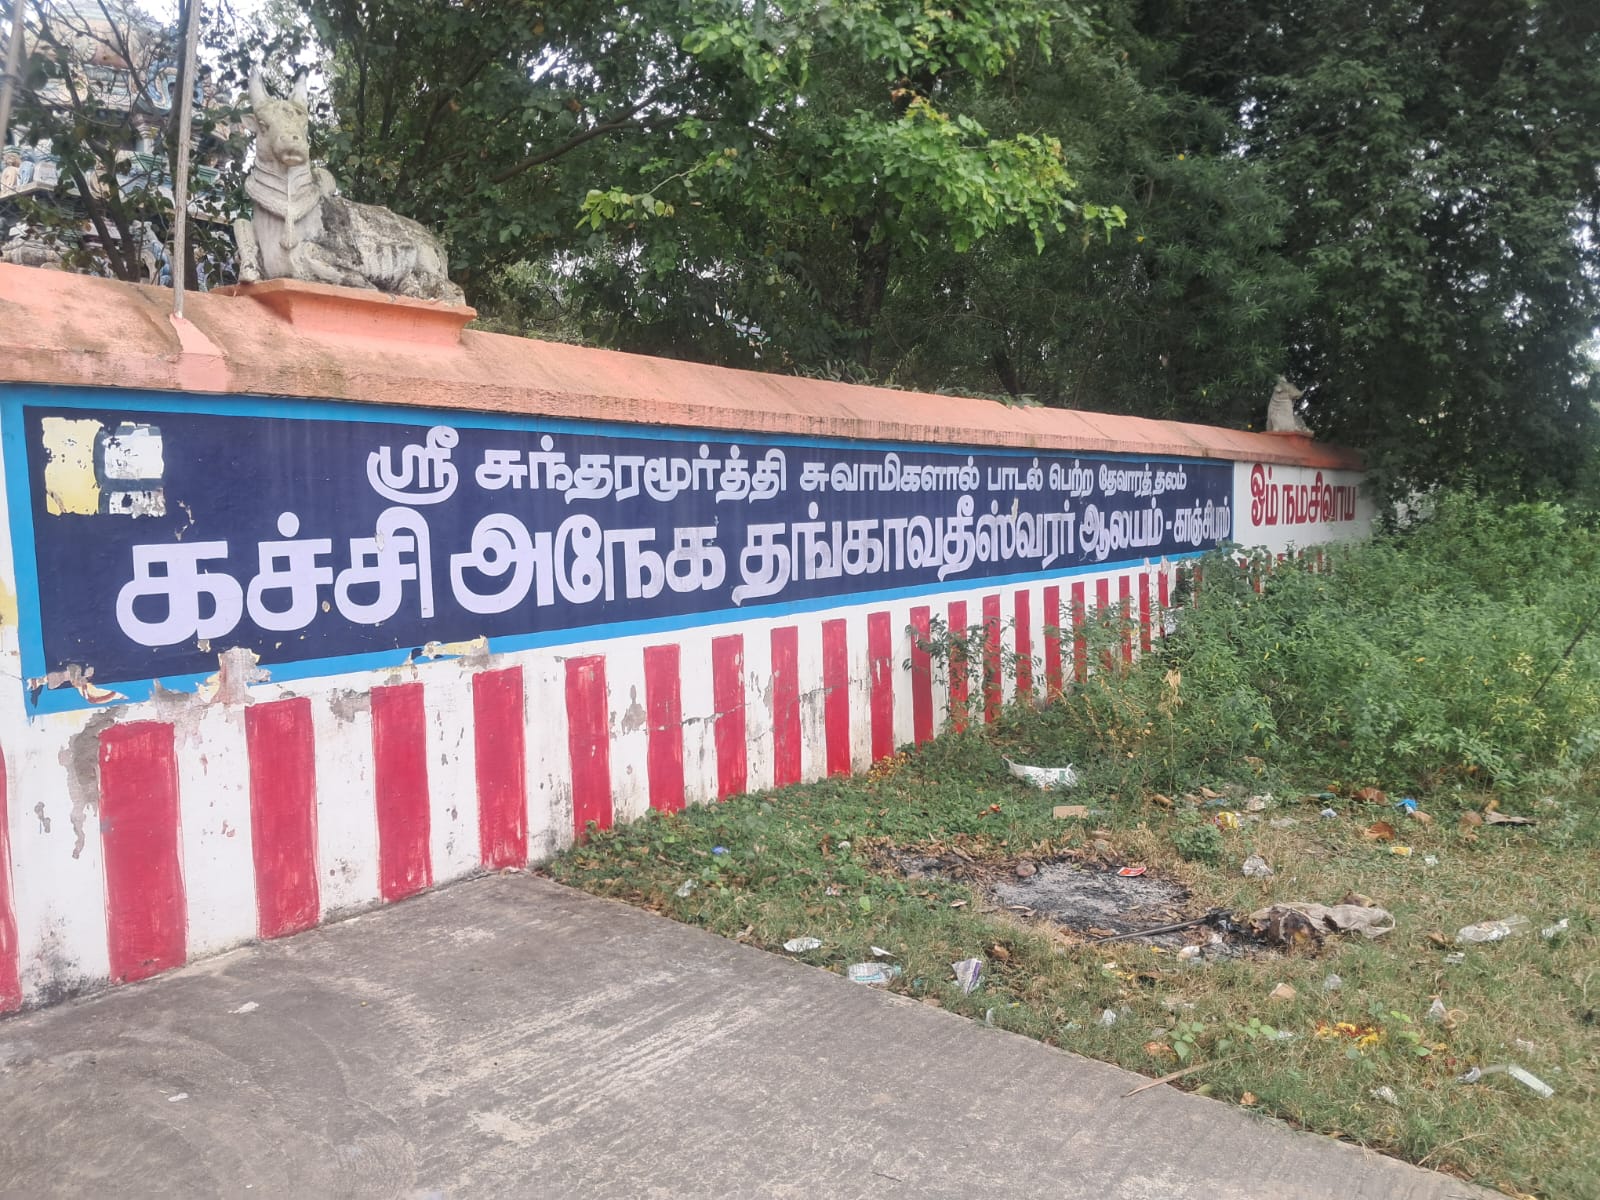 ஸ்ரீ சுந்தரமூர்த்தி சுவாமிகளால் பாடல் பெற்ற தேவாரத்தலம்
கச்சி அநேக தங்காவதீஸ்வரர் ஆலயம் - காஞ்சிபுரம்
ஓம் நமசிவாய